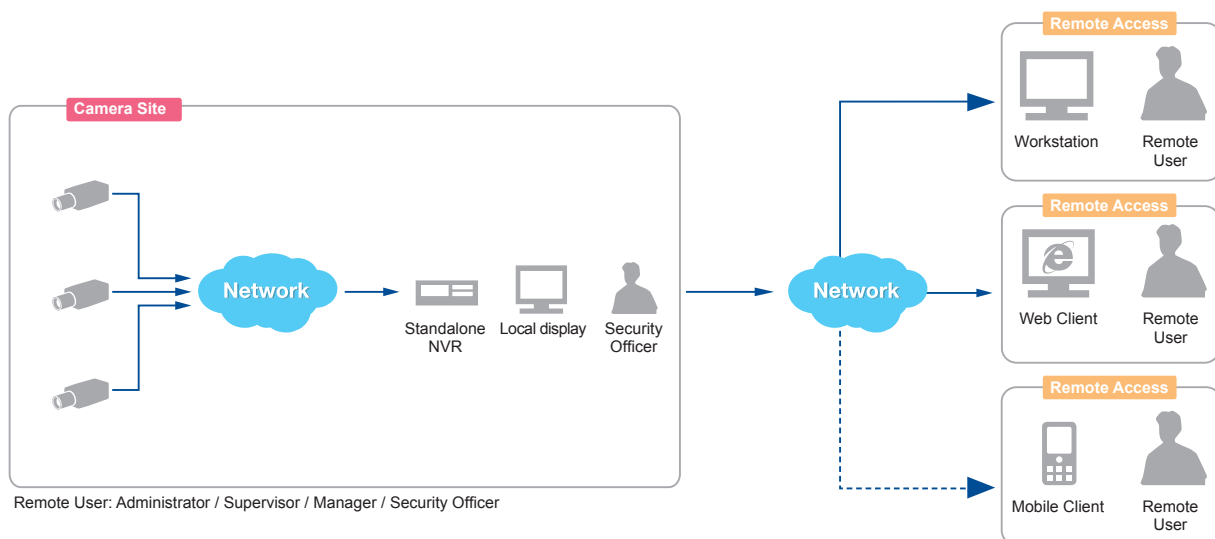 Camera Site
Network
Standalone
NVR
Local display
Security
Officer
Remote User: Administrator / Supervisor / Manager / Security Officer
Network
Remote Access
Workstation
Remote
User
Remote Access
e
Web Client
Remote
User
Remote Access
Mobile Client
Remote
User